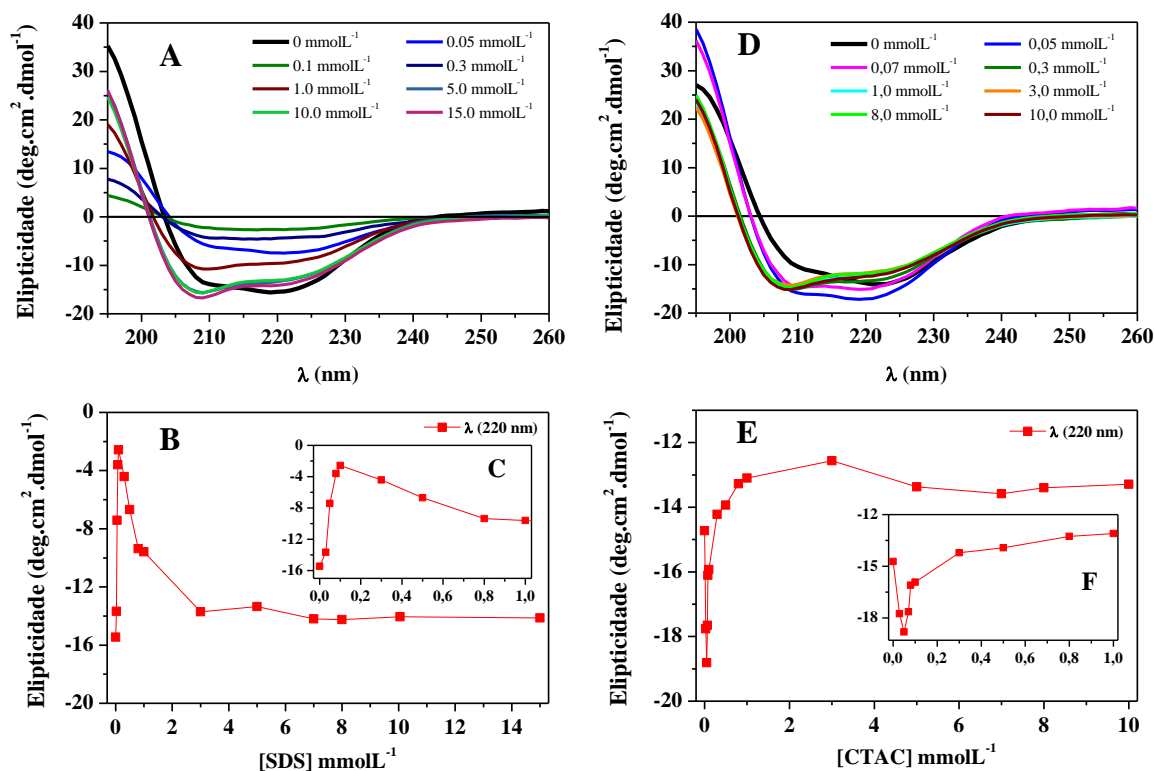 A
0 mmolL⁻¹
0.05 mmolL⁻¹
0.1 mmolL⁻¹
0.3 mmolL⁻¹
1.0 mmolL⁻¹
5.0 mmolL⁻¹
10.0 mmolL⁻¹
15.0 mmolL⁻¹
Elipticidade (deg.cm².dmol⁻¹)
40
30
20
10
0
-10
-20
-30
200 210 220 230 240 250 260
λ (nm)
D
0 mmolL⁻¹
0,05 mmolL⁻¹
0,07 mmolL⁻¹
0,3 mmolL⁻¹
1,0 mmolL⁻¹
3,0 mmolL⁻¹
8,0 mmolL⁻¹
10,0 mmolL⁻¹
Elipticidade (deg.cm².dmol⁻¹)
40
30
20
10
0
-10
-20
-30
200 210 220 230 240 250 260
λ (nm)
B
λ (220 nm)
Elipticidade (deg.cm².dmol⁻¹)
0
-4
-8
-12
-16
-20
0 2 4 6 8 10 12 14
[SDS] mmolL⁻¹
C
0
-4
-8
-12
-16
0,0 0,2 0,4 0,6 0,8 1,0
E
λ (220 nm)
Elipticidade (deg.cm².dmol⁻¹)
-12
-14
-16
-18
-20
0 2 4 6 8 10
[CTAC] mmolL⁻¹
F
-12
-14
-16
-18
0,0 0,2 0,4 0,6 0,8 1,0